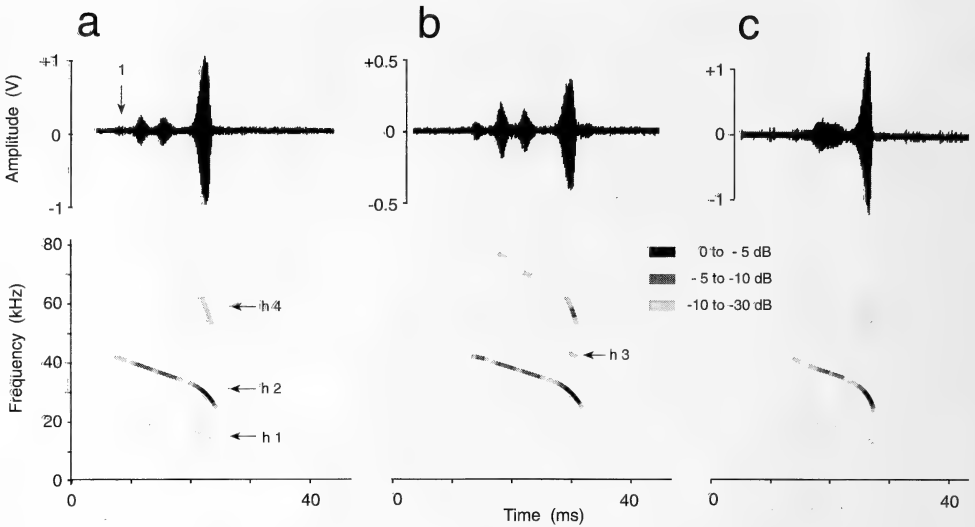 a
b
c
Amplitude (V)
+1
0
-1
1
+0.5
0
-0.5
+1
0
-1
Frequency (kHz)
80
60
40
20
0
h 4
h 2
h 1
h 3
0 to - 5 dB
- 5 to -10 dB
-10 to -30 dB
0
40
0
40
0
40
Time (ms)